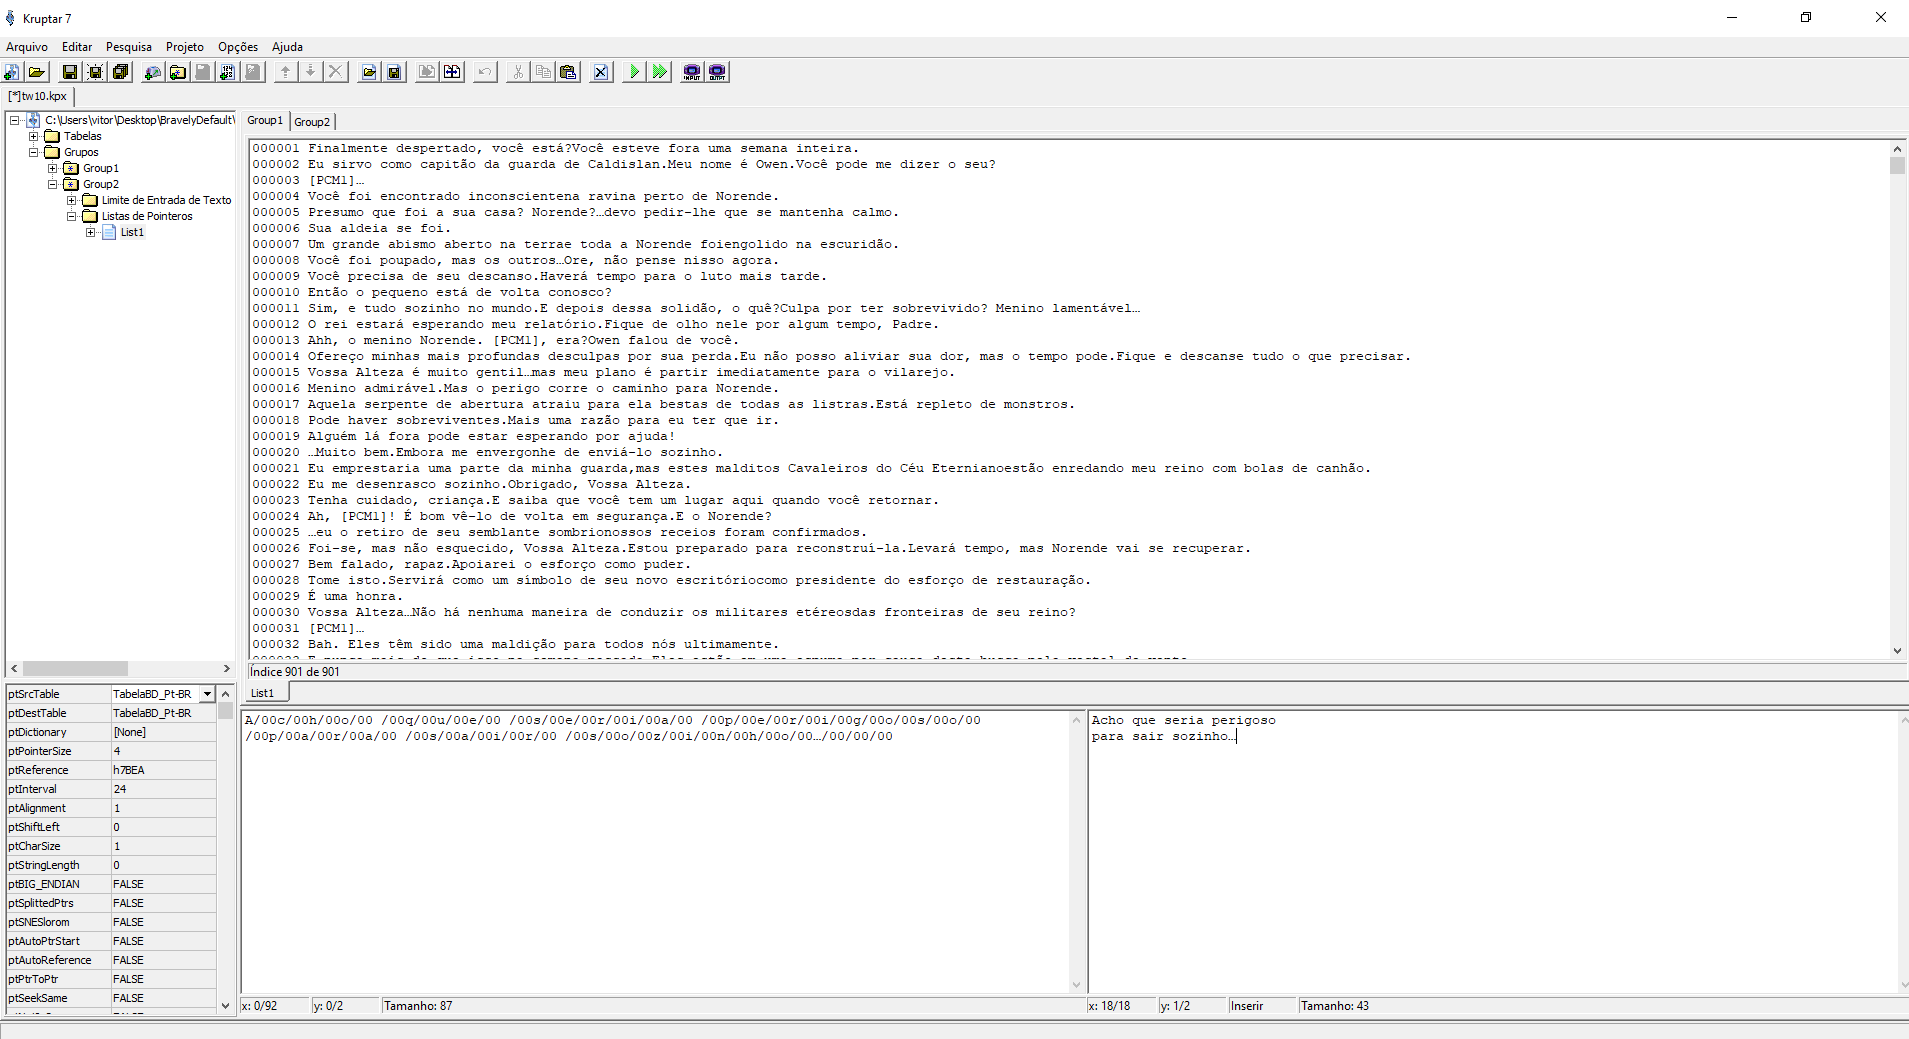 Kruptar 7
Arquivo Editar Pesquisa Projeto Opções Ajuda
[*]tw10.kpx
C:\Users\vitor\Desktop\BravelyDefault\
Tabelas
Grupos
Group1
Group2
Limite de Entrada de Texto
Listas de Pointeros
List1
Group1 Group2
000001 Finalmente despertado, você está?Você esteve fora uma semana inteira.
000002 Eu sirvo como capitão da guarda de Caldislan.Meu nome é Owen.Você pode me dizer o seu?
000003 [PCM1]…
000004 Você foi encontrado inconscientena ravina perto de Norende.
000005 Presumo que foi a sua casa? Norende?…devo pedir-lhe que se mantenha calmo.
000006 Sua aldeia se foi.
000007 Um grande abismo aberto na terrae toda a Norende foiengolido na escuridão.
000008 Você foi poupado, mas os outros…Ore, não pense nisso agora.
000009 Você precisa de seu descanso.Haverá tempo para o luto mais tarde.
000010 Então o pequeno está de volta conosco?
000011 Sim, e tudo sozinho no mundo.E depois dessa solidão, o quê?Culpa por ter sobrevivido? Menino lamentável…
000012 O rei estará esperando meu relatório.Fique de olho nele por algum tempo, Padre.
000013 Ahh, o menino Norende. [PCM1], era?Owen falou de você.
000014 Ofereço minhas mais profundas desculpas por sua perda.Eu não posso aliviar sua dor, mas o tempo pode.Fique e descanse tudo o que precisar.
000015 Vossa Alteza é muito gentil…mas meu plano é partir imediatamente para o vilarejo.
000016 Menino admirável.Mas o perigo corre o caminho para Norende.
000017 Aquela serpente de abertura atraiu para ela bestas de todas as listras.Está repleto de monstros.
000018 Pode haver sobreviventes.Mais uma razão para eu ter que ir.
000019 Alguém lá fora pode estar esperando por ajuda!
000020 …Muito bem.Embora me envergonhe de enviá-lo sozinho.
000021 Eu emprestaria uma parte da minha guarda,mas estes malditos Cavaleiros do Céu Eternianoestão enredando meu reino com bolas de canhão.
000022 Eu me desenrasco sozinho.Obrigado, Vossa Alteza.
000023 Tenha cuidado, criança.E saiba que você tem um lugar aqui quando você retornar.
000024 Ah, [PCM1]! É bom vê-lo de volta em segurança.E o Norende?
000025 …eu o retiro de seu semblante sombrionossos receios foram confirmados.
000026 Foi-se, mas não esquecido, Vossa Alteza.Estou preparado para reconstruí-la.Levará tempo, mas Norende vai se recuperar.
000027 Bem falado, rapaz.Apoiarei o esforço como puder.
000028 Tome isto.Servirá como um símbolo de seu novo escritóriocomo presidente do esforço de restauração.
000029 É uma honra.
000030 Vossa Alteza…Não há nenhuma maneira de conduzir os militares etéreosdas fronteiras de seu reino?
000031 [PCM1]…
000032 Bah. Eles têm sido uma maldição para todos nós ultimamente.
Índice 901 de 901
List1
ptSrcTable TabelaBD_Pt-BR
ptDestTable TabelaBD_Pt-BR
ptDictionary [None]
ptPointerSize 4
ptReference h7BEA
ptInterval 24
ptAlignment 1
ptShiftLeft 0
ptCharSize 1
ptStringLength 0
ptBIG_ENDIAN FALSE
ptSplittedPtrs FALSE
ptSNESlorom FALSE
ptAutoPtrStart FALSE
ptAutoReference FALSE
ptPtrToPtr FALSE
ptSeekSame FALSE
A/00c/00h/00o/00 /00q/00u/00e/00 /00s/00e/00r/00i/00a/00 /00p/00e/00r/00i/00g/00o/00s/00o/00
/00p/00a/00r/00a/00 /00s/00a/00i/00r/00 /00s/00o/00z/00i/00n/00h/00o/00…/00/00/00
Acho que seria perigoso
para sair sozinho…
x: 0/92 y: 0/2 Tamanho: 87
x: 18/18 y: 1/2 Inserir Tamanho: 43